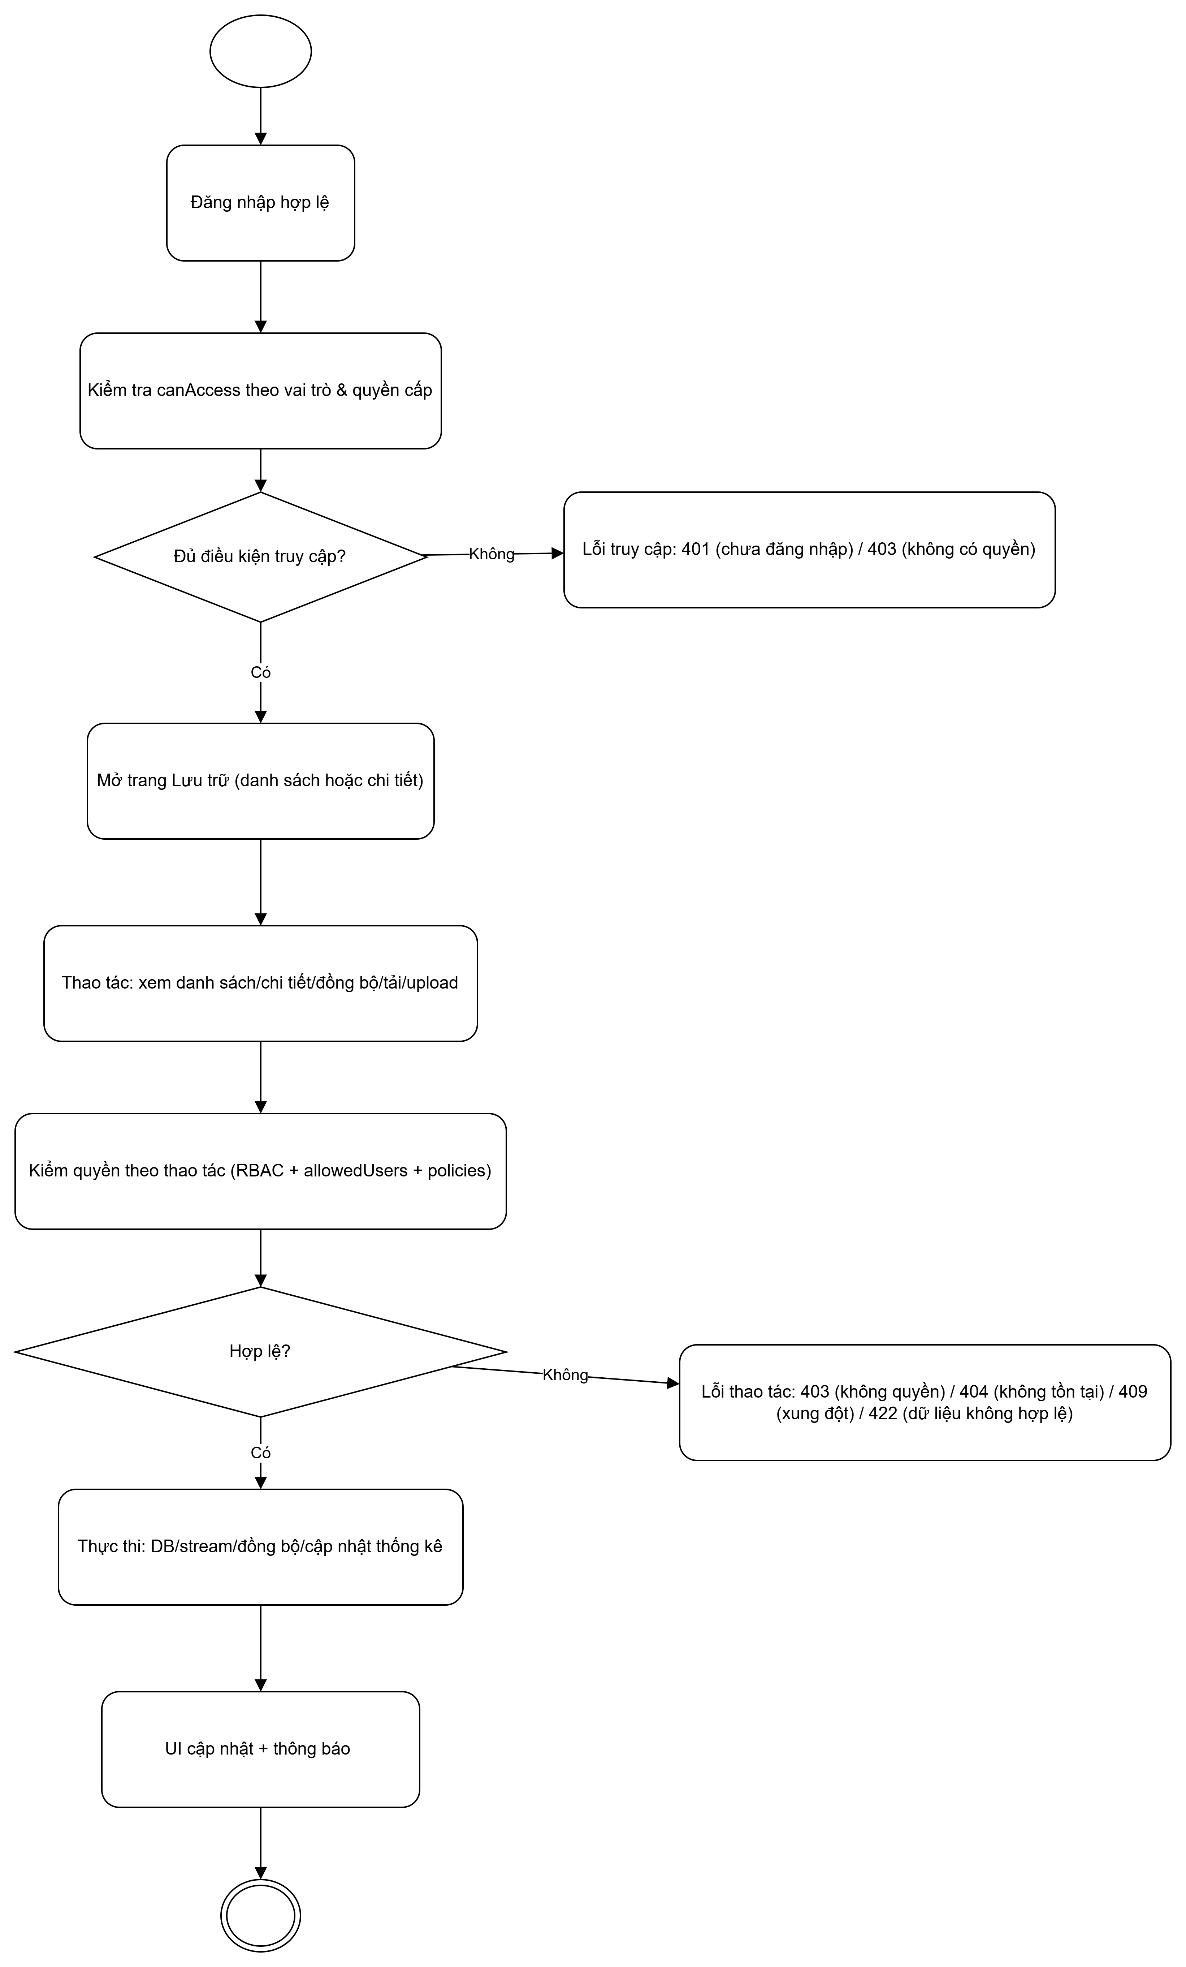 Đăng nhập hợp lệ
Kiểm tra canAccess theo vai trò & quyền cấp
Đủ điều kiện truy cập?
Không
Lỗi truy cập: 401 (chưa đăng nhập) / 403 (không có quyền)
Có
Mở trang Lưu trữ (danh sách hoặc chi tiết)
Thao tác: xem danh sách/chi tiết/đồng bộ/tải/upload
Kiểm quyền theo thao tác (RBAC + allowedUsers + policies)
Hợp lệ?
Không
Lỗi thao tác: 403 (không quyền) / 404 (không tồn tại) / 409
(xung đột) / 422 (dữ liệu không hợp lệ)
Có
Thực thi: DB/stream/đồng bộ/cập nhật thống kê
UI cập nhật + thông báo